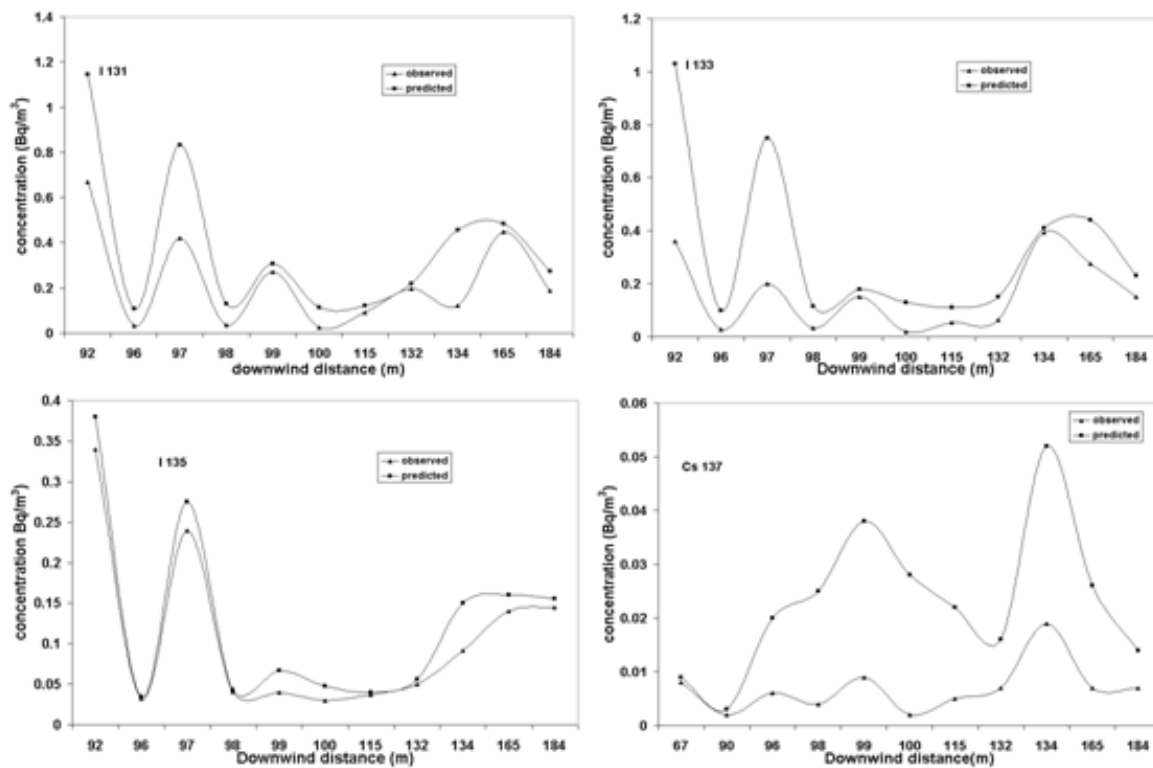 1.4
1.2
1
0.8
0.6
0.4
0.2
0
concentration (Bq/m³)
I 131
observed
predicted
92 96 97 98 99 100 115 132 134 165 184
downwind distance (m)
1.2
1
0.8
0.6
0.4
0.2
0
concentration (Bq/m³)
I 133
observed
predicted
92 96 97 98 99 100 115 132 134 165 184
Downwind distance (m)
0.4
0.35
0.3
0.25
0.2
0.15
0.1
0.05
0
concentration Bq/m³)
I 135
observed
predicted
92 96 97 98 99 100 115 132 134 165 184
Downwind distance (m)
0.06
0.05
0.04
0.03
0.02
0.01
0
concentration (Bq/m³)
Cs 137
observed
predicted
67 90 96 98 99 100 115 132 134 165 184
Downwind distance(m)